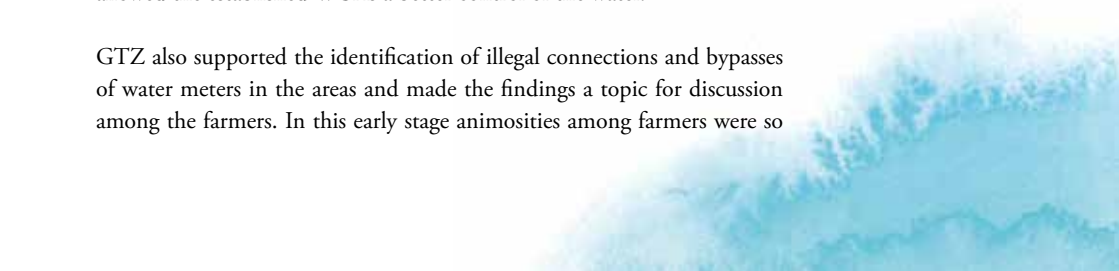 GTZ also supported the identification of illegal connections and bypasses
of water meters in the areas and made the findings a topic for discussion
among the farmers. In this early stage animosities among farmers were so